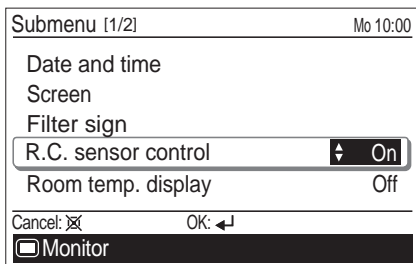 Submenu [1/2] Mo 10:00
Date and time
Screen
Filter sign
R.C. sensor control On
Room temp. display Off
Cancel: OK:
Monitor